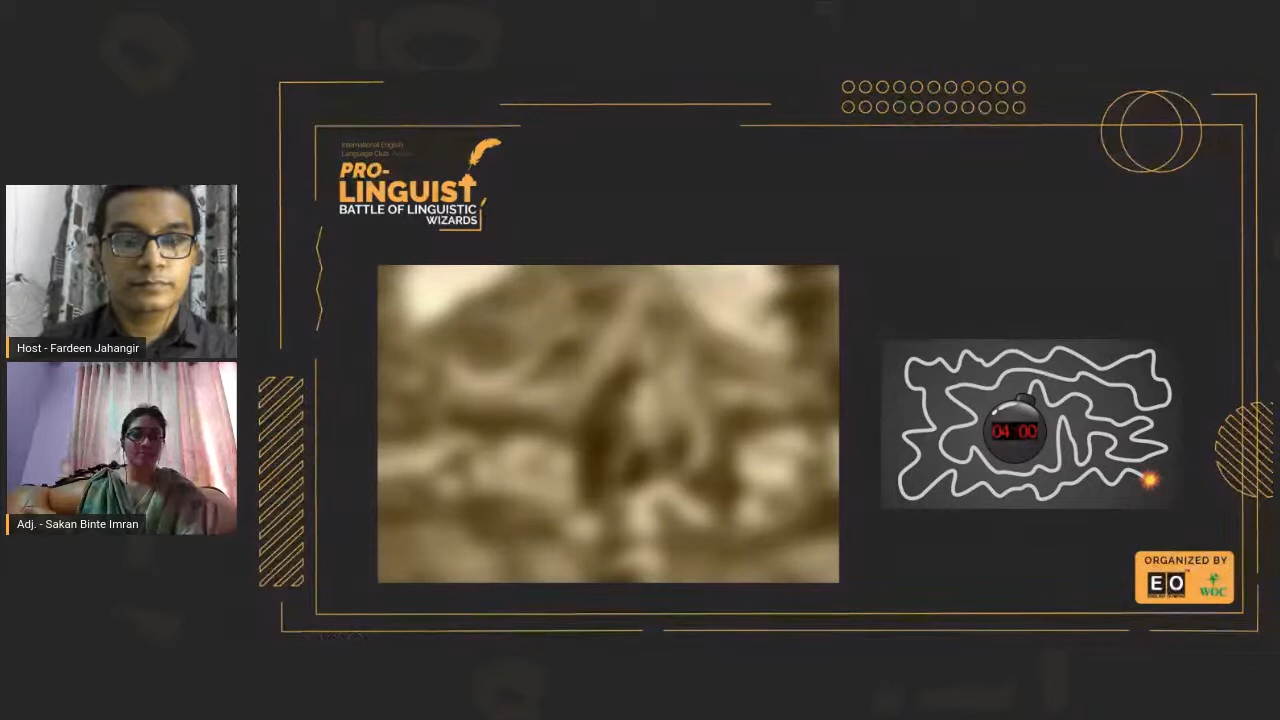 International English
Language Club
PRO-
LINGUIST
BATTLE OF LINGUISTIC
WIZARDS
Host - Fardeen Jahangir
Adj. - Sakan Binte Imran
04 00
ORGANIZED BY
EO
WOC